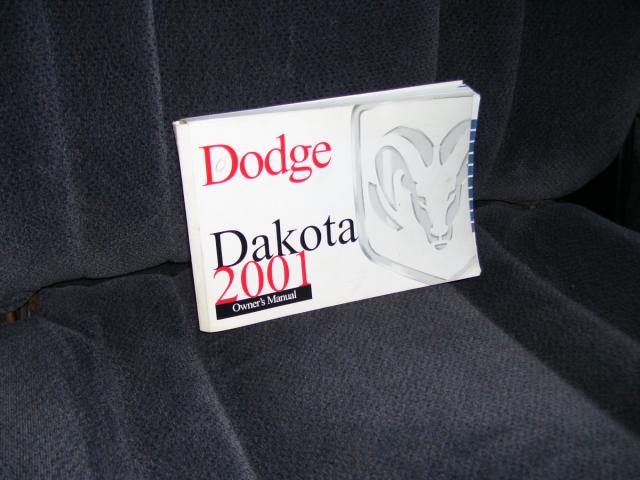 Dodge
Dakota
2001
Owner's Manual